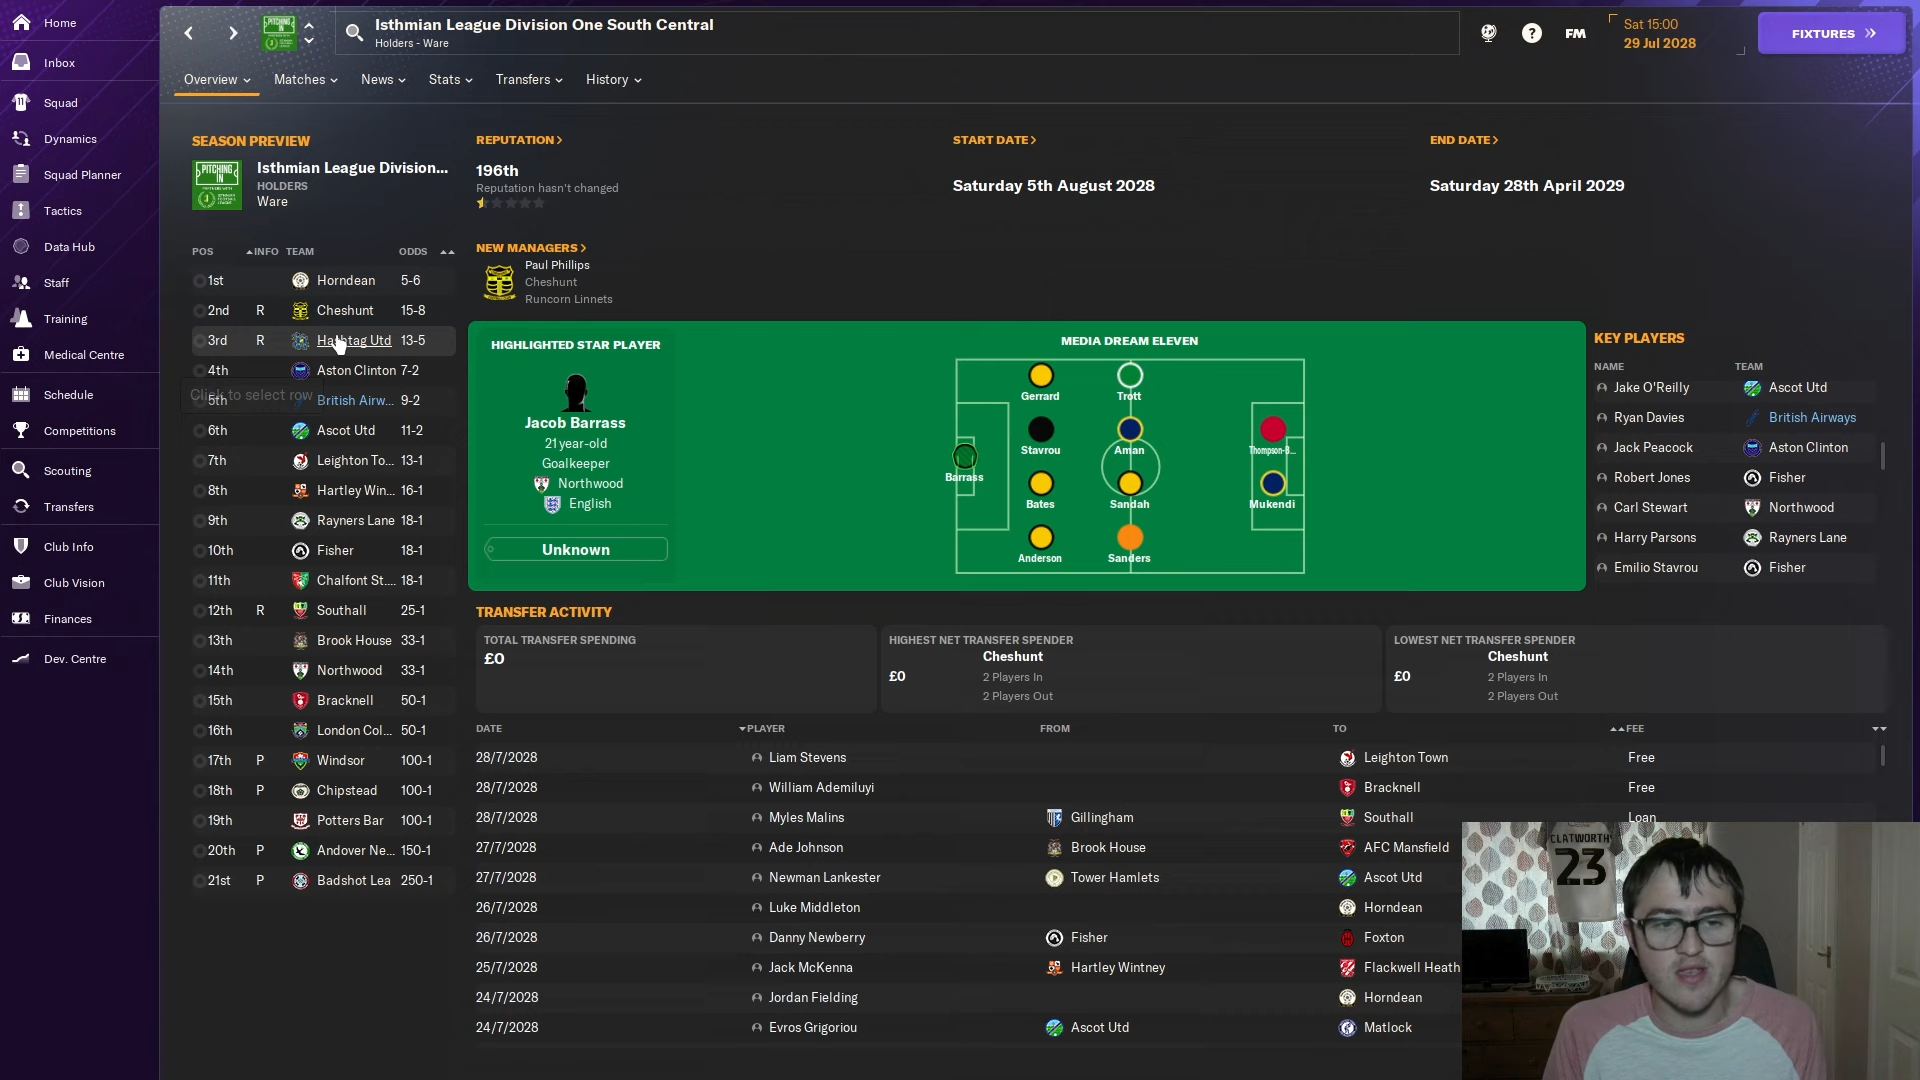 Home
Inbox
Squad
Dynamics
Squad Planner
Tactics
Data Hub
Staff
Training
Medical Centre
Schedule
Competitions
Scouting
Transfers
Club Info
Club Vision
Finances
Dev. Centre
Isthmian League Division One South Central
Holders - Ware
FM
Sat 15:00
29 Jul 2028
FIXTURES
Overview Matches News Stats Transfers History
SEASON PREVIEW
PITCHING IN
Isthmian League Division...
HOLDERS
Ware
REPUTATION
196th
Reputation hasn't changed
START DATE
Saturday 5th August 2028
END DATE
Saturday 28th April 2029
NEW MANAGERS
Paul Phillips
Cheshunt
Runcorn Linnets
POS INFO TEAM ODDS
1st Horndean 5-6
2nd R Cheshunt 15-8
3rd R Hashtag Utd 13-5
4th Aston Clinton 7-2
Click to select row
5th British Airw... 9-2
6th Ascot Utd 11-2
7th Leighton To... 13-1
8th Hartley Win... 16-1
9th Rayners Lane 18-1
10th Fisher 18-1
11th Chalfont St.... 18-1
12th R Southall 25-1
13th Brook House 33-1
14th Northwood 33-1
15th Bracknell 50-1
16th London Col... 50-1
17th P Windsor 100-1
18th P Chipstead 100-1
19th Potters Bar 100-1
20th P Andover Ne... 150-1
21st P Badshot Lea 250-1
HIGHLIGHTED STAR PLAYER
Jacob Barrass
21 year-old
Goalkeeper
Northwood
English
Unknown
MEDIA DREAM ELEVEN
Gerrard Trott
Stavrou Aman Thompson-B...
Barrass
Bates Sandah Mukendi
Anderson Sanders
KEY PLAYERS
NAME TEAM
Jake O'Reilly Ascot Utd
Ryan Davies British Airways
Jack Peacock Aston Clinton
Robert Jones Fisher
Carl Stewart Northwood
Harry Parsons Rayners Lane
Emilio Stavrou Fisher
TRANSFER ACTIVITY
TOTAL TRANSFER SPENDING
£0
HIGHEST NET TRANSFER SPENDER
Cheshunt
£0
2 Players In
2 Players Out
LOWEST NET TRANSFER SPENDER
Cheshunt
£0
2 Players In
2 Players Out
DATE PLAYER FROM TO FEE
28/7/2028 Liam Stevens Leighton Town Free
28/7/2028 William Ademiluyi Bracknell Free
28/7/2028 Myles Malins Gillingham Southall Loan
27/7/2028 Ade Johnson Brook House AFC Mansfield
27/7/2028 Newman Lankester Tower Hamlets Ascot Utd
26/7/2028 Luke Middleton Horndean
26/7/2028 Danny Newberry Fisher Foxton
25/7/2028 Jack McKenna Hartley Wintney Flackwell Heath
24/7/2028 Jordan Fielding Horndean
24/7/2028 Evros Grigoriou Ascot Utd Matlock
CLATWORTHY
23